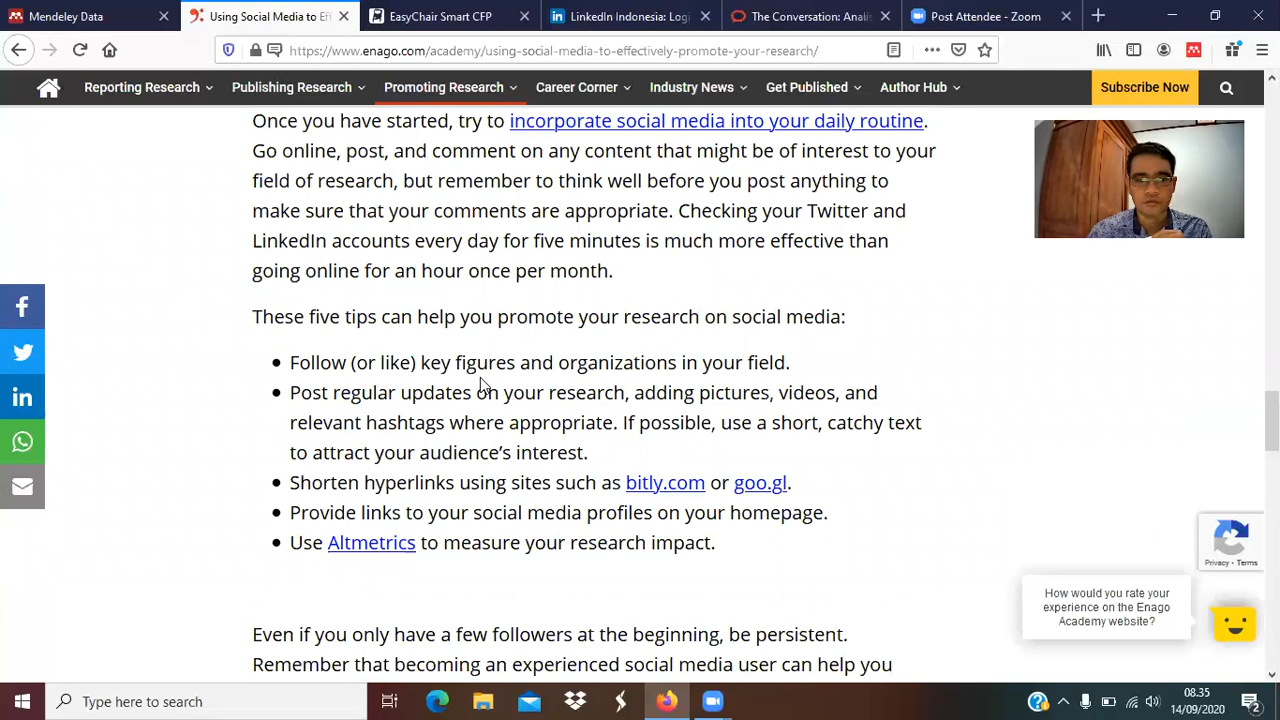 Mendeley Data
Using Social Media to Eff
EasyChair Smart CFP
LinkedIn Indonesia: Log
The Conversation: Anali
Post Attendee - Zoom
https://www.enago.com/academy/using-social-media-to-effectively-promote-your-research/
Reporting Research
Publishing Research
Promoting Research
Career Corner
Industry News
Get Published
Author Hub
Subscribe Now
Once you have started, try to incorporate social media into your daily routine.
Go online, post, and comment on any content that might be of interest to your
field of research, but remember to think well before you post anything to
make sure that your comments are appropriate. Checking your Twitter and
LinkedIn accounts every day for five minutes is much more effective than
going online for an hour once per month.
These five tips can help you promote your research on social media:
Follow (or like) key figures and organizations in your field.
Post regular updates on your research, adding pictures, videos, and
relevant hashtags where appropriate. If possible, use a short, catchy text
to attract your audience's interest.
Shorten hyperlinks using sites such as bitly.com or goo.gl.
Provide links to your social media profiles on your homepage.
Use Altmetrics to measure your research impact.
Privacy - Terms
How would you rate your
experience on the Enago
Academy website?
Even if you only have a few followers at the beginning, be persistent.
Remember that becoming an experienced social media user can help you
Type here to search
08.35
14/09/2020
2